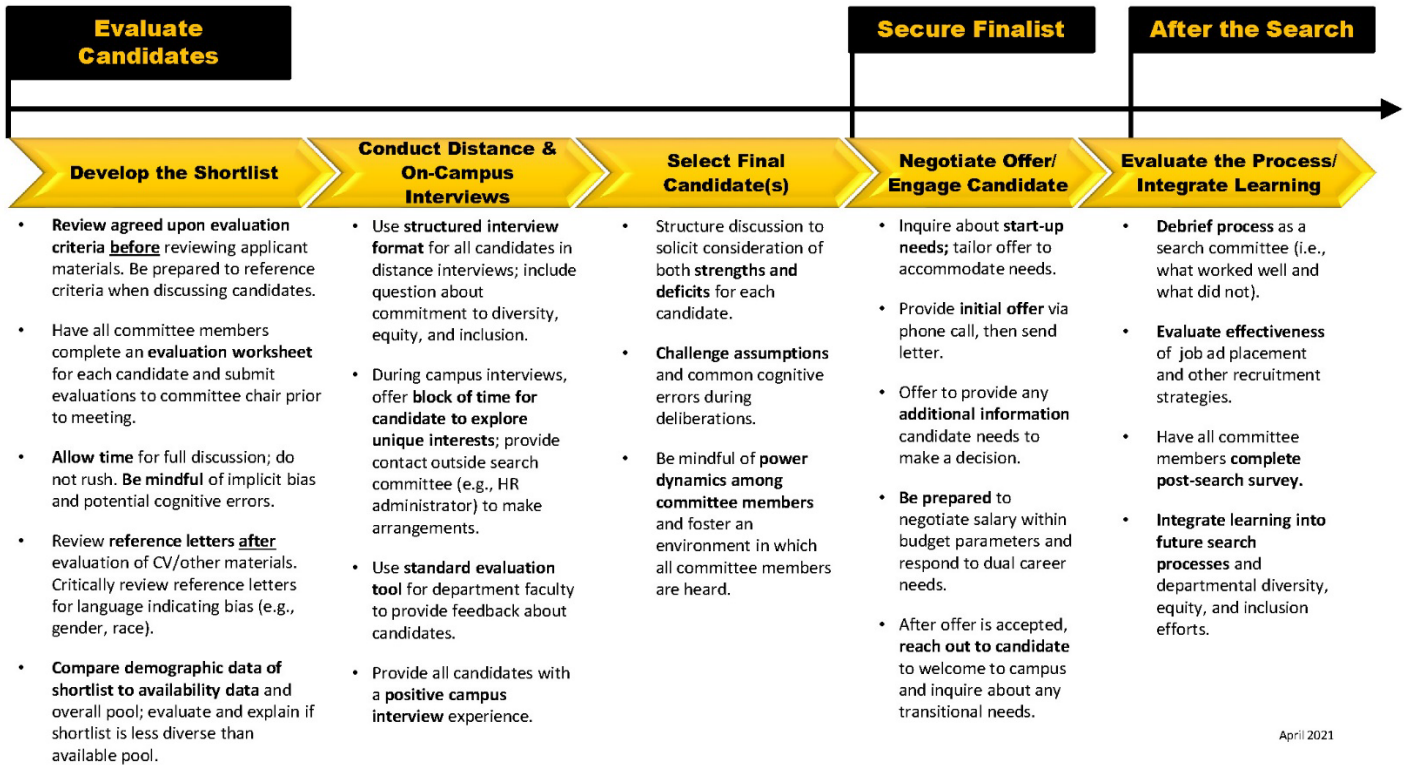 Evaluate
Candidates
Secure Finalist
After the Search
Develop the Shortlist
Conduct Distance &
On-Campus
Interviews
Select Final
Candidate(s)
Negotiate Offer/
Engage Candidate
Evaluate the Process/
Integrate Learning
• Review agreed upon evaluation
criteria before reviewing applicant
materials. Be prepared to reference
criteria when discussing candidates.
• Have all committee members
complete an evaluation worksheet
for each candidate and submit
evaluations to committee chair prior
to meeting.
• Allow time for full discussion; do
not rush. Be mindful of implicit bias
and potential cognitive errors.
• Review reference letters after
evaluation of CV/other materials.
Critically review reference letters
for language indicating bias (e.g.,
gender, race).
• Compare demographic data of
shortlist to availability data and
overall pool; evaluate and explain if
shortlist is less diverse than
available pool.
• Use structured interview
format for all candidates in
distance interviews; include
question about
commitment to diversity,
equity, and inclusion.
• During campus interviews,
offer block of time for
candidate to explore
unique interests; provide
contact outside search
committee (e.g., HR
administrator) to make
arrangements.
• Use standard evaluation
tool for department faculty
to provide feedback about
candidates.
• Provide all candidates with
a positive campus
interview experience.
• Structure discussion to
solicit consideration of
both strengths and
deficits for each
candidate.
• Challenge assumptions
and common cognitive
errors during
deliberations.
• Be mindful of power
dynamics among
committee members
and foster an
environment in which
all committee members
are heard.
• Inquire about start-up
needs; tailor offer to
accommodate needs.
• Provide initial offer via
phone call, then send
letter.
• Offer to provide any
additional information
candidate needs to
make a decision.
• Be prepared to
negotiate salary within
budget parameters and
respond to dual career
needs.
• After offer is accepted,
reach out to candidate
to welcome to campus
and inquire about any
transitional needs.
• Debrief process as a
search committee (i.e.,
what worked well and
what did not).
• Evaluate effectiveness
of job ad placement
and other recruitment
strategies.
• Have all committee
members complete
post-search survey.
• Integrate learning into
future search
processes and
departmental diversity,
equity, and inclusion
efforts.
April 2021